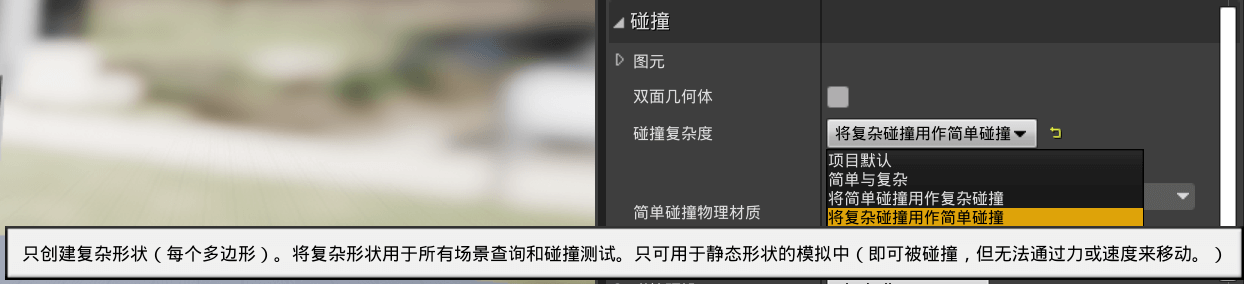 碰撞
图元
双面几何体
碰撞复杂度
将复杂碰撞用作简单碰撞
项目默认
简单与复杂
将简单碰撞用作复杂碰撞
将复杂碰撞用作简单碰撞
简单碰撞物理材质
只创建复杂形状（每个多边形）。将复杂形状用于所有场景查询和碰撞测试。只可用于静态形状的模拟中（即可被碰撞，但无法通过力或速度来移动。）